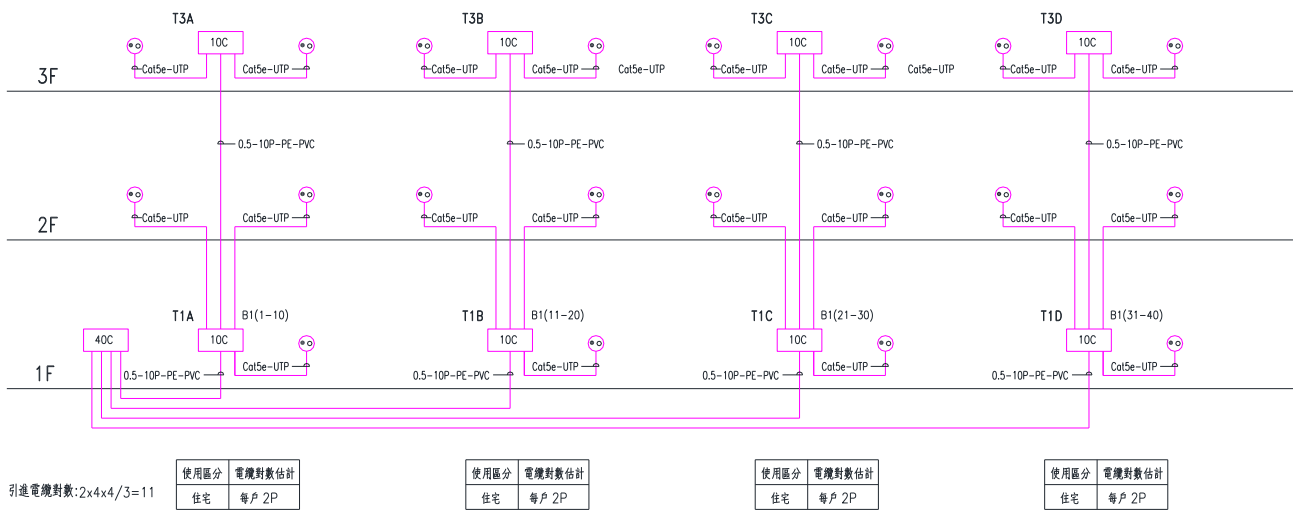 T3A T3B T3C T3D
10C 10C 10C 10C
3F Cat5e-UTP Cat5e-UTP Cat5e-UTP Cat5e-UTP Cat5e-UTP Cat5e-UTP Cat5e-UTP Cat5e-UTP Cat5e-UTP Cat5e-UTP
0.5-10P-PE-PVC 0.5-10P-PE-PVC 0.5-10P-PE-PVC 0.5-10P-PE-PVC
2F Cat5e-UTP Cat5e-UTP Cat5e-UTP Cat5e-UTP Cat5e-UTP Cat5e-UTP Cat5e-UTP Cat5e-UTP
T1A B1(1-10) T1B B1(11-20) T1C B1(21-30) T1D B1(31-40)
40C 10C 10C 10C 10C
Cat5e-UTP Cat5e-UTP Cat5e-UTP Cat5e-UTP
1F 0.5-10P-PE-PVC 0.5-10P-PE-PVC 0.5-10P-PE-PVC 0.5-10P-PE-PVC
使用區分 電纜對數估計 使用區分 電纜對數估計 使用區分 電纜對數估計 使用區分 電纜對數估計
引進電纜對數:2x4x4/3=11 住宅 每戶 2P 住宅 每戶 2P 住宅 每戶 2P 住宅 每戶 2P